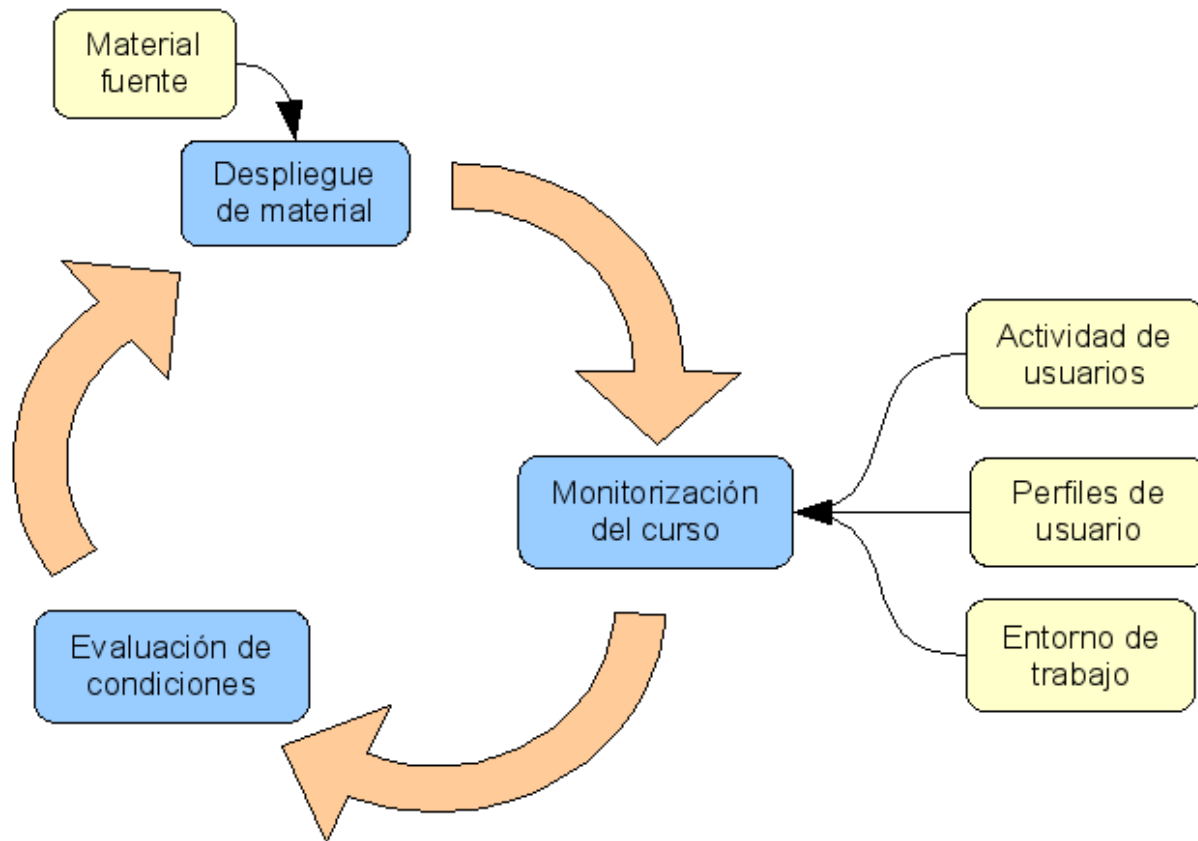 Material
fuente
Despliegue
de material
Actividad de
usuarios
Monitorización
del curso
Perfiles de
usuario
Entorno de
trabajo
Evaluación de
condiciones